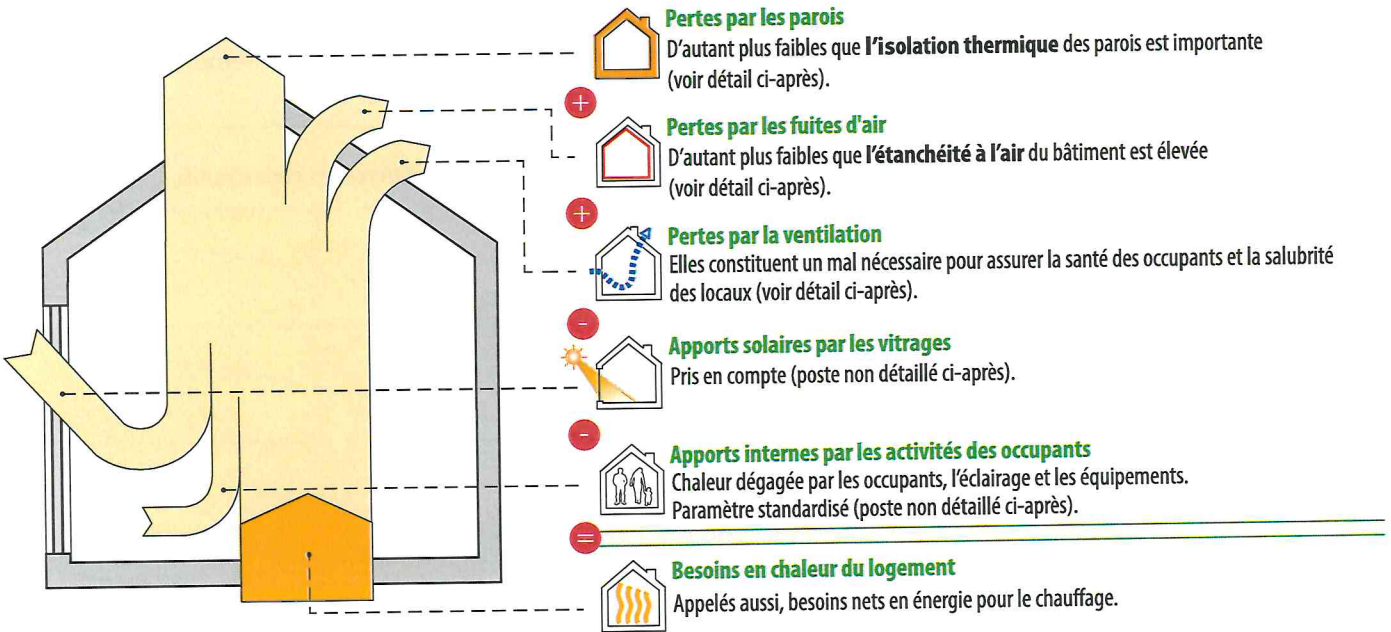 Pertes par les parois
D'autant plus faibles que l'isolation thermique des parois est importante
(voir détail ci-après).
+
Pertes par les fuites d'air
D'autant plus faibles que l'étanchéité à l'air du bâtiment est élevée
(voir détail ci-après).
+
Pertes par la ventilation
Elles constituent un mal nécessaire pour assurer la santé des occupants et la salubrité
des locaux (voir détail ci-après).
-
Apports solaires par les vitrages
Pris en compte (poste non détaillé ci-après).
-
Apports internes par les activités des occupants
Chaleur dégagée par les occupants, l'éclairage et les équipements.
Paramètre standardisé (poste non détaillé ci-après).
=
Besoins en chaleur du logement
Appelés aussi, besoins nets en énergie pour le chauffage.